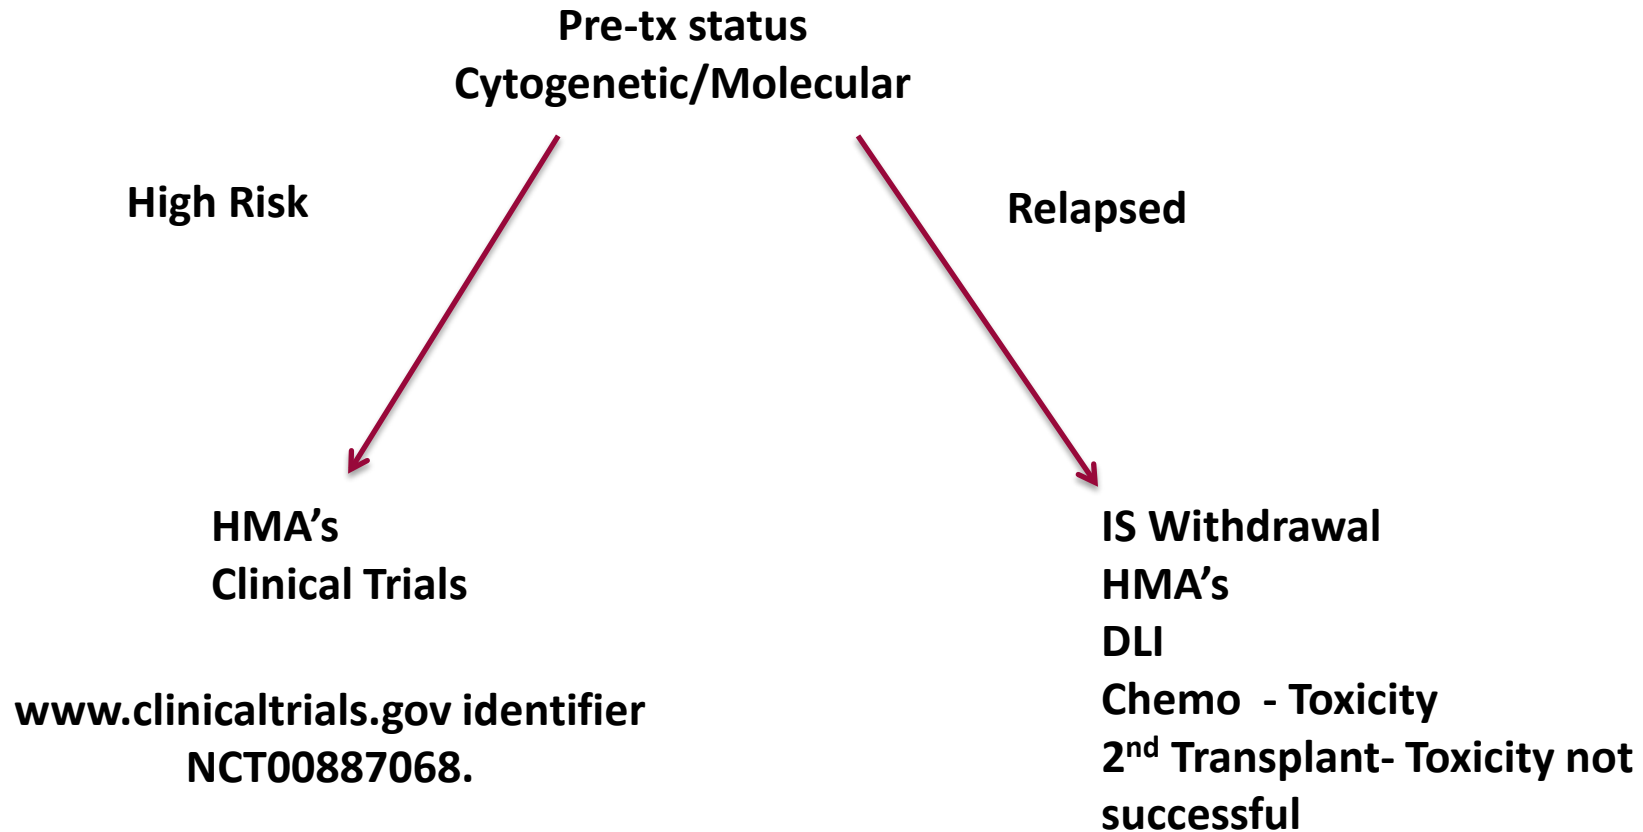 Pre-tx status
Cytogenetic/Molecular
High Risk
Relapsed
HMA’s
Clinical Trials
www.clinicaltrials.gov identifier
NCT00887068.
IS Withdrawal
HMA’s
DLI
Chemo  - Toxicity
2nd Transplant- Toxicity not
successful